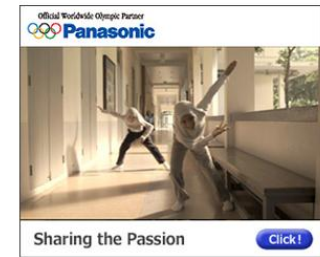 Official Worldwide Olympic Partner
Panasonic
Sharing the Passion
Click!